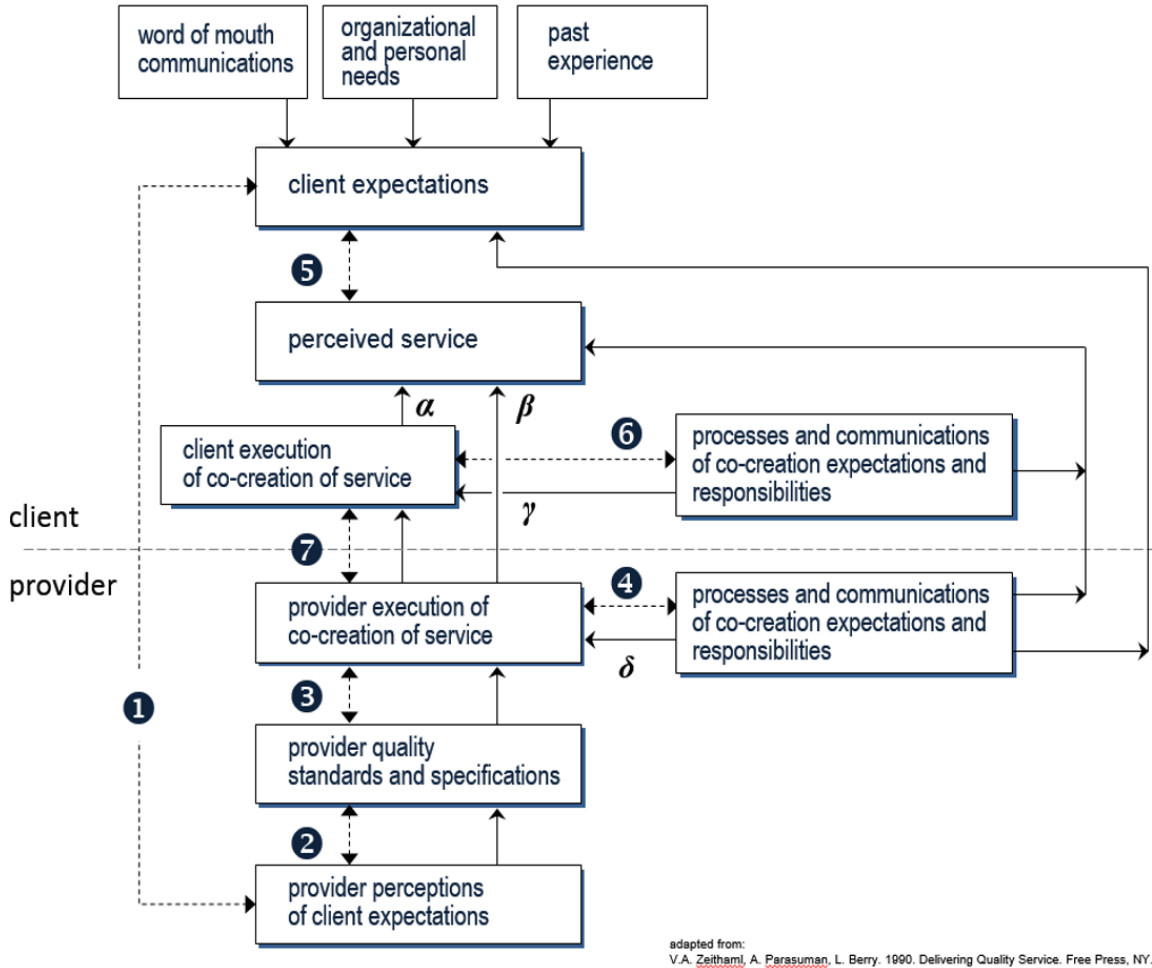 word of mouth
communications
organizational
and personal
needs
past
experience
client expectations
5
perceived service
α
β
client execution
of co-creation of service
6
processes and communications
of co-creation expectations and
responsibilities
γ
client
7
provider
provider execution of
co-creation of service
4
processes and communications
of co-creation expectations and
responsibilities
δ
3
1
provider quality
standards and specifications
2
provider perceptions
of client expectations
adapted from:
V.A. Zeithaml, A. Parasuman, L. Berry. 1990. Delivering Quality Service. Free Press, NY.